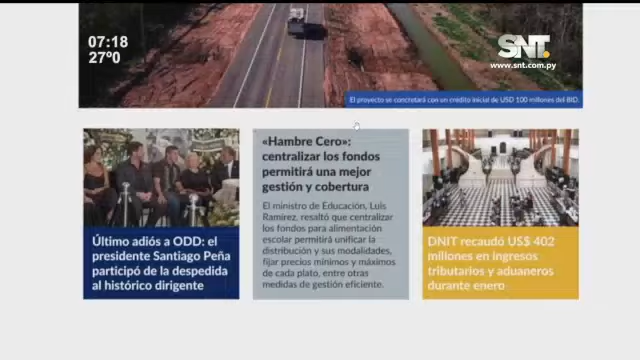 07:18
27º0
SNT.
www.snt.com.py
El proyecto se concretará con un crédito inicial de USD 100 millones del BID.
«Hambre Cero»:
centralizar los fondos
permitirá una mejor
gestión y cobertura
El ministro de Educación, Luis
Ramírez, resaltó que centralizar
los fondos para alimentación
escolar permitirá unificar la
distribución y sus modalidades,
fijar precios mínimos y máximos
de cada plato, entre otras
medidas de gestión eficiente.
Último adiós a ODD: el
presidente Santiago Peña
participó de la despedida
al histórico dirigente
DNIT recaudó US$ 402
millones en ingresos
tributarios y aduaneros
durante enero